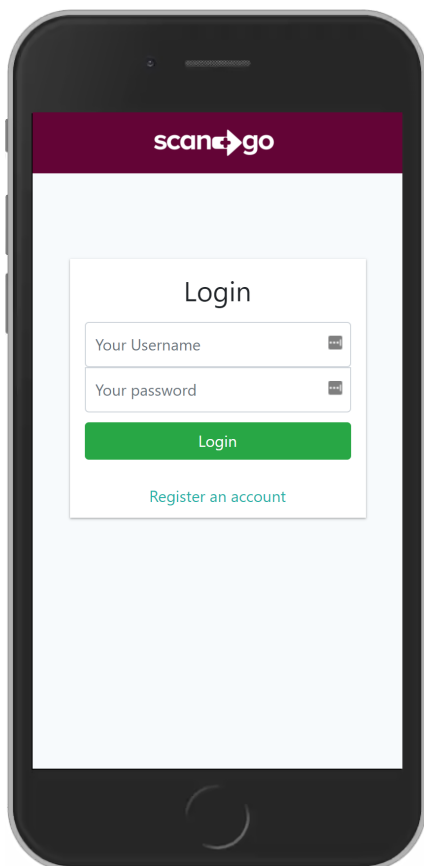 scan go
Login
Your Username
Your password
Login
Register an account